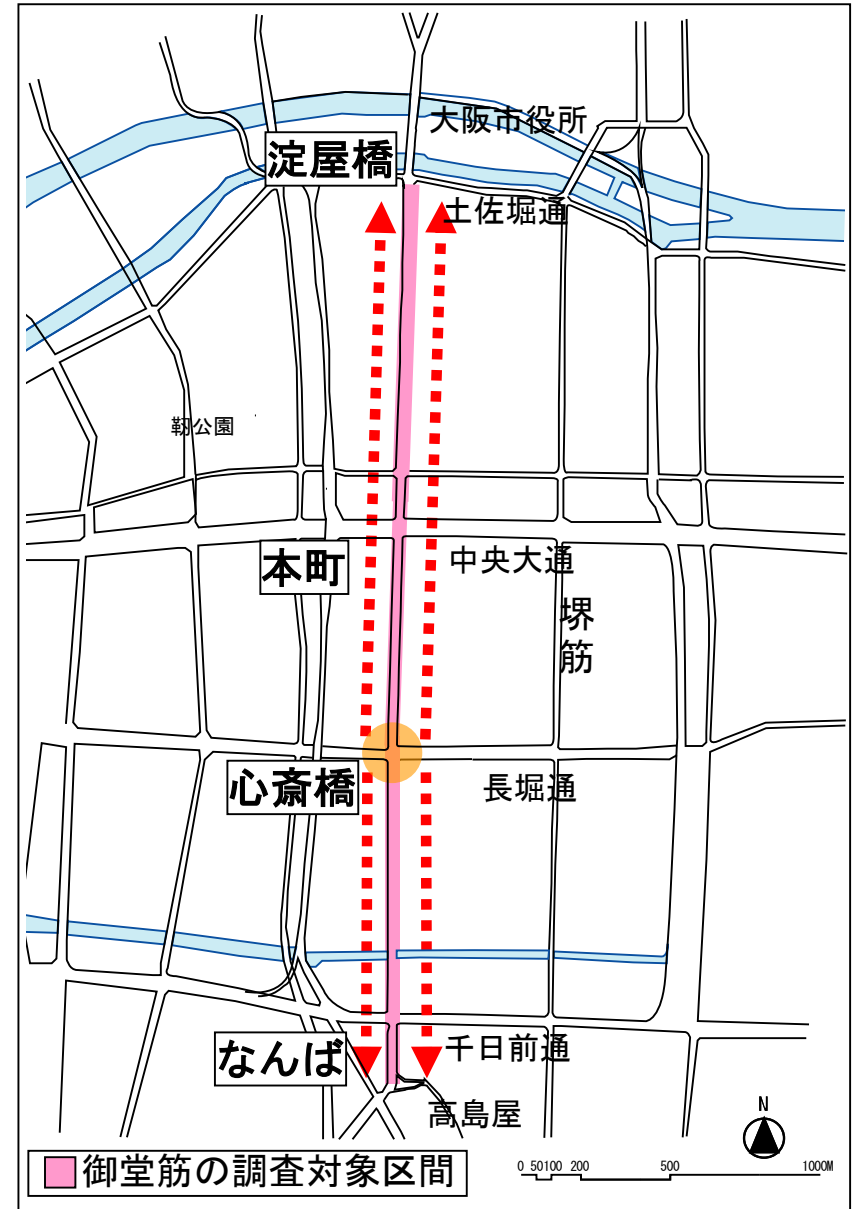 大阪市役所
淀屋橋
土佐堀通
靭公園
本町
中央大通
堺筋
心斎橋
長堀通
なんば
千日前通
高島屋
N
御堂筋の調査対象区間
0 50100 200 500 1000M